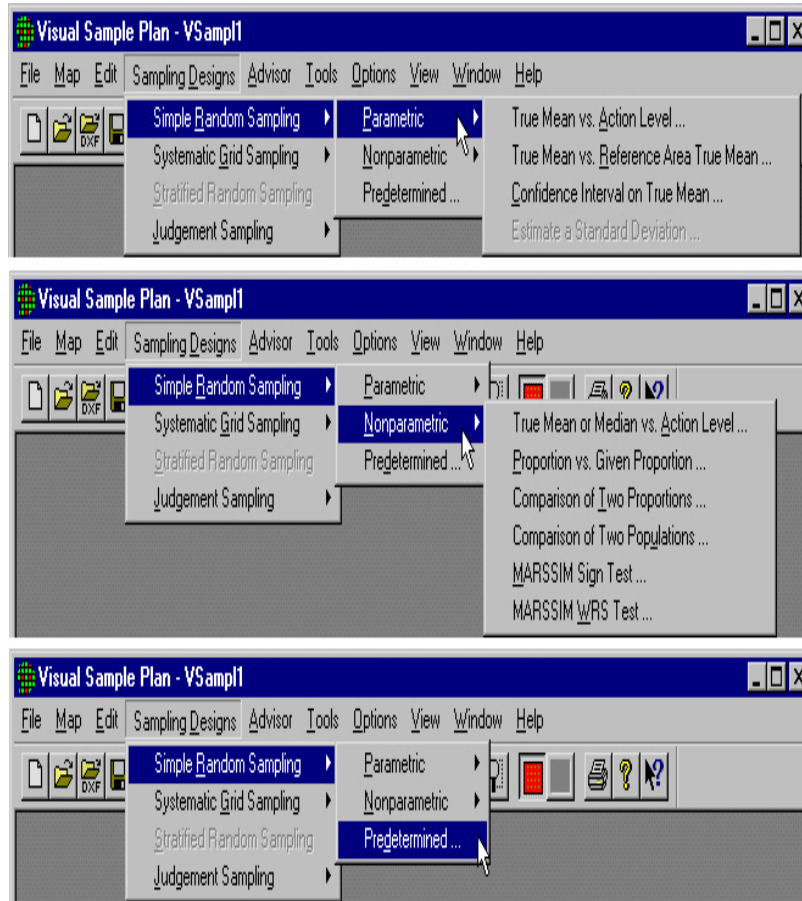 Visual Sample Plan - VSampl1
File Map Edit Sampling Designs Advisor Tools Options View Window Help
DXF
Simple Random Sampling
Systematic Grid Sampling
Stratified Random Sampling
Judgement Sampling
Parametric
Nonparametric
Predetermined ...
True Mean vs. Action Level ...
True Mean vs. Reference Area True Mean ...
Confidence Interval on True Mean ...
Estimate a Standard Deviation ...
Visual Sample Plan - VSampl1
File Map Edit Sampling Designs Advisor Tools Options View Window Help
DXF
Simple Random Sampling
Systematic Grid Sampling
Stratified Random Sampling
Judgement Sampling
Parametric
Nonparametric
Predetermined ...
True Mean or Median vs. Action Level ...
Proportion vs. Given Proportion ...
Comparison of Two Proportions ...
Comparison of Two Populations ...
MARSSIM Sign Test ...
MARSSIM WRS Test ...
Visual Sample Plan - VSampl1
File Map Edit Sampling Designs Advisor Tools Options View Window Help
DXF
Simple Random Sampling
Systematic Grid Sampling
Stratified Random Sampling
Judgement Sampling
Parametric
Nonparametric
Predetermined ...